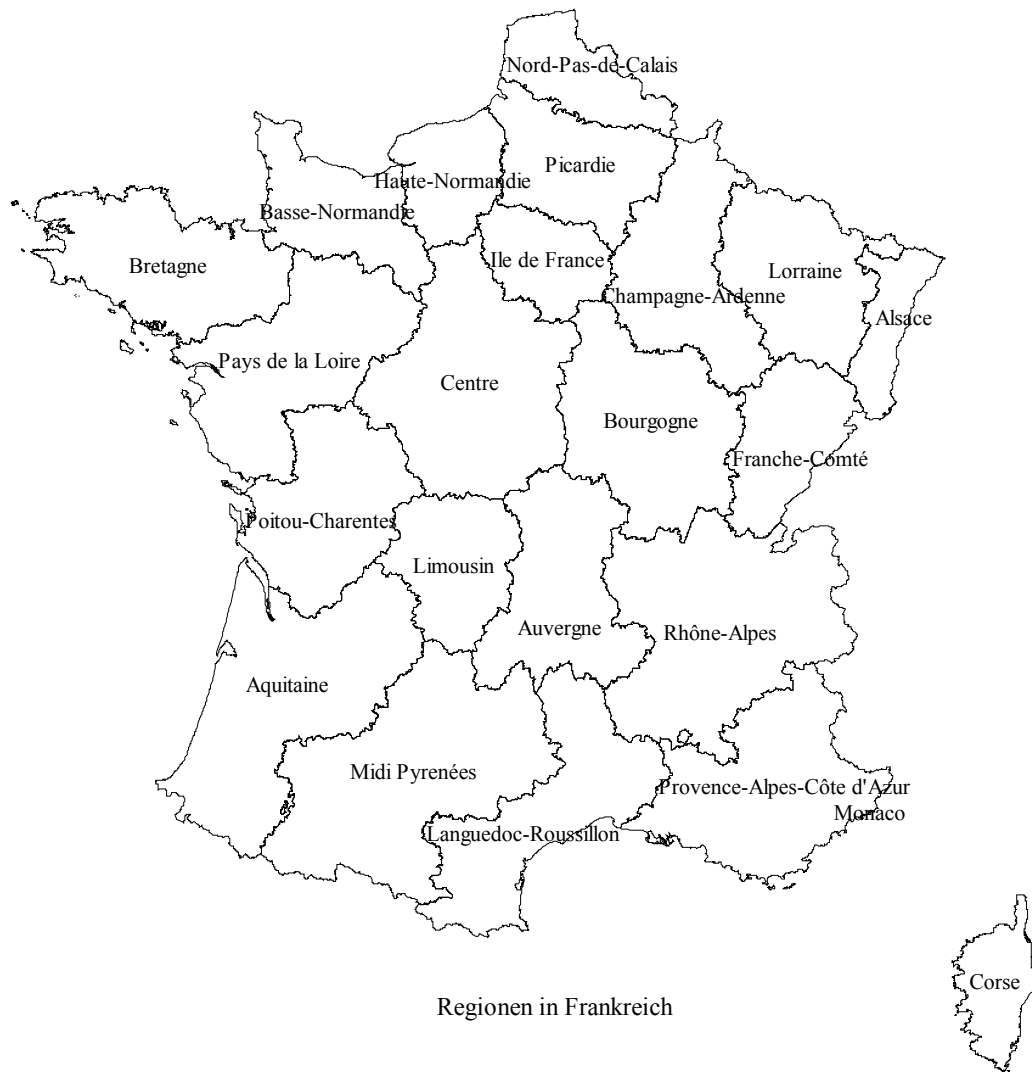 Nord-Pas-de-Calais
Picardie
Haute-Normandie
Basse-Normandie
Ile de France
Bretagne
Lorraine
Champagne-Ardenne
Alsace
Pays de la Loire
Centre
Bourgogne
Franche-Comté
Poitou-Charentes
Limousin
Auvergne
Rhône-Alpes
Aquitaine
Midi Pyrenées
Provence-Alpes-Côte d'Azur
Monaco
Languedoc-Roussillon
Corse
Regionen in Frankreich